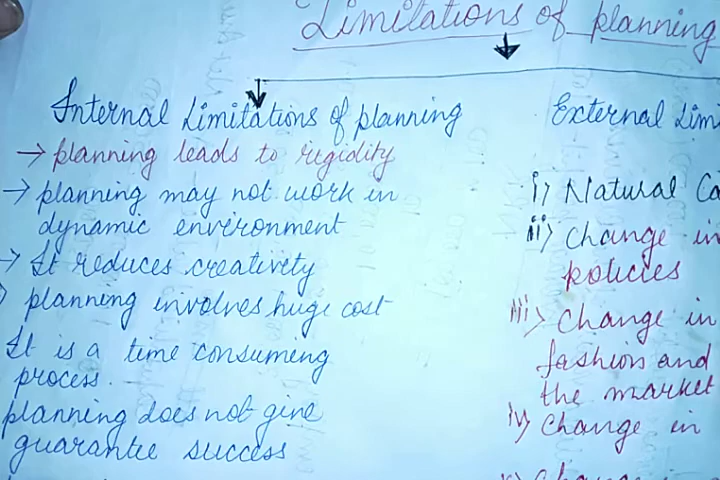 Limitations of planning
Internal Limitations of planning
→ planning leads to rigidity
→ planning may not work in
dynamic environment
→ It reduces creativity
planning involves huge cost
It is a time consuming
process.
planning does not give
guarantee success
External
i) Natural
ii) Change in
policies
iii) Change in
fashion and
the market
iv) Change in